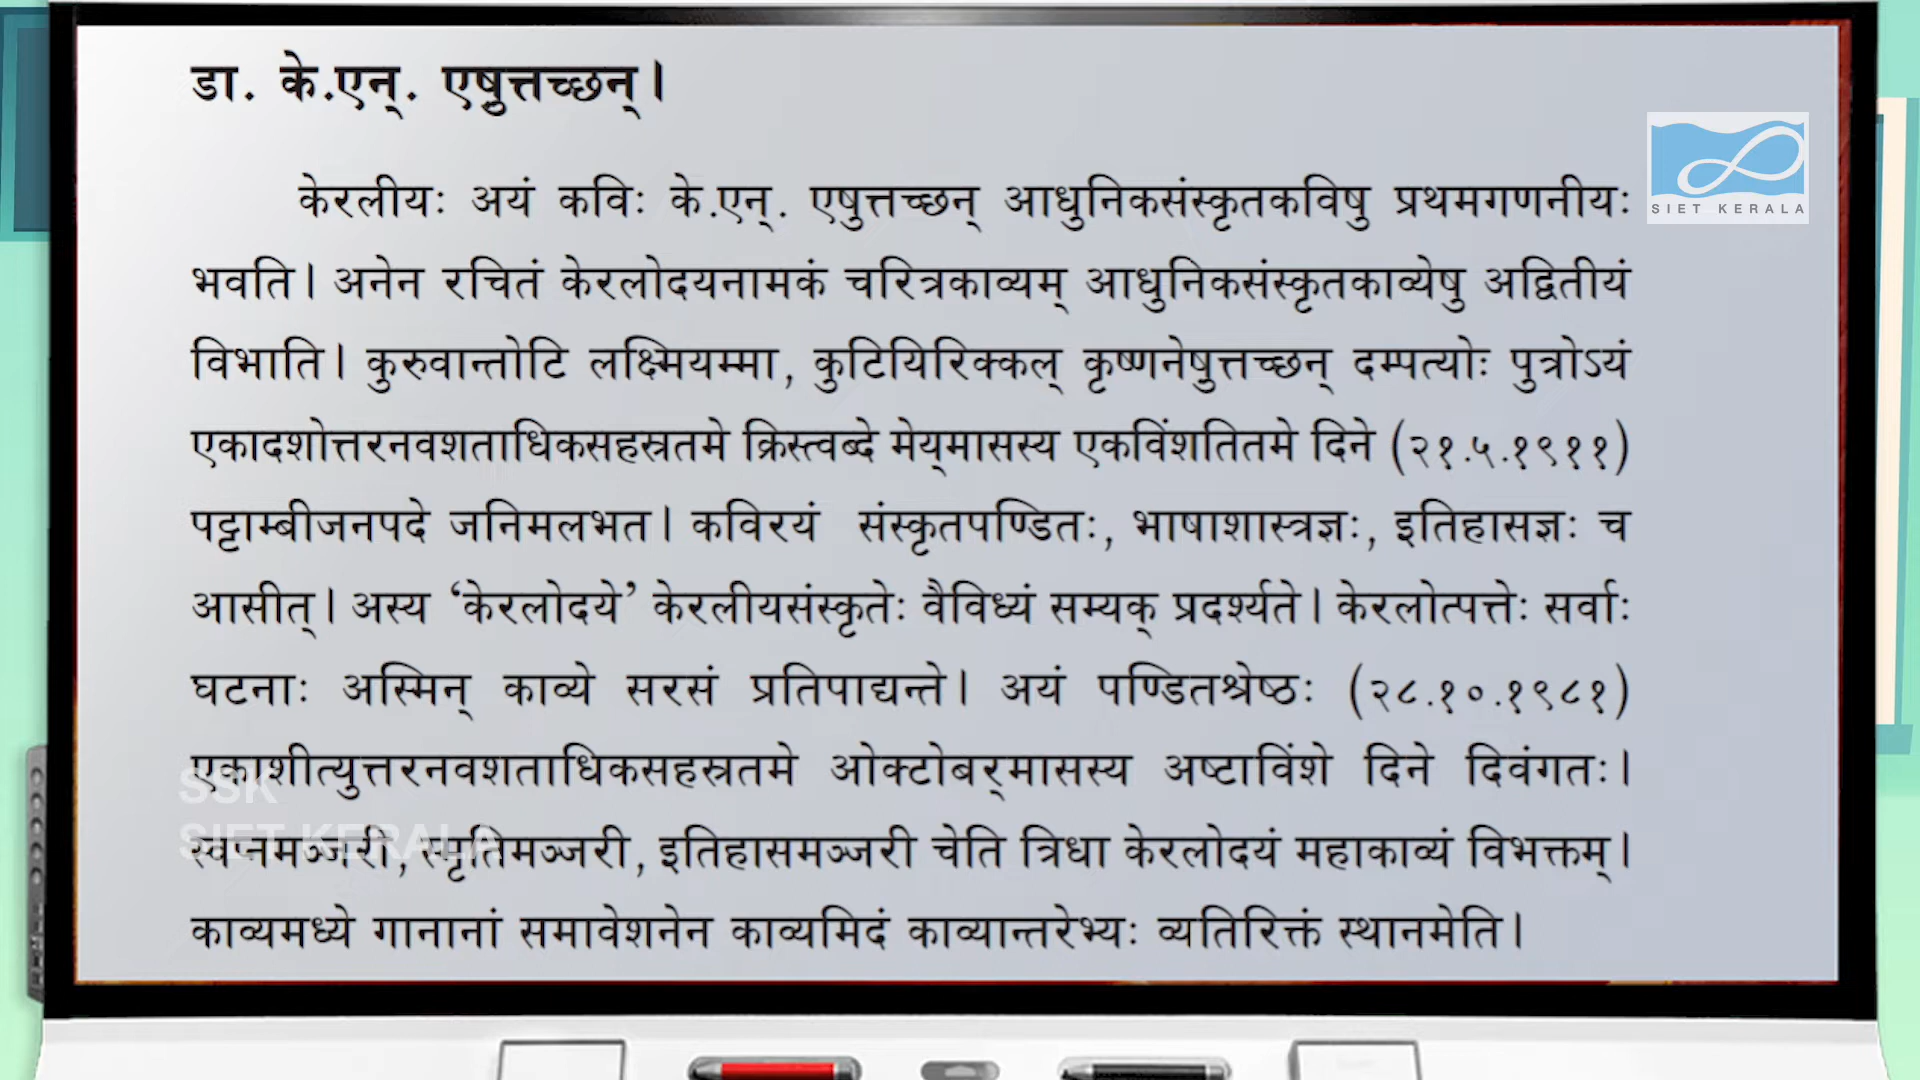 डा. के.एन्. एषुत्तच्छन्।
केरलीयः अयं कविः के.एन्. एषुत्तच्छन् आधुनिकसंस्कृतकविषु प्रथमगणनीयः
भवति। अनेन रचितं केरलोदयनामकं चरित्रकाव्यम् आधुनिकसंस्कृतकाव्येषु अद्वितीयं
विभाति। कुरुवान्तोटि लक्ष्मियम्मा, कुटियिरिक्कल् कृष्णनेषुत्तच्छन् दम्पत्योः पुत्रोऽयं
एकादशोत्तरनवशताधिकसहस्रतमे क्रिस्त्वब्दे मेय्मासस्य एकविंशतितमे दिने (२१.५.१९११)
पट्टाम्बीजनपदे जनिमलभत। कविरयं संस्कृतपण्डितः, भाषाशास्त्रज्ञः, इतिहासज्ञः च
आसीत्। अस्य ‘केरलोदये’ केरलीयसंस्कृतेः वैविध्यं सम्यक् प्रदर्श्यते। केरलोत्पत्तेः सर्वाः
घटनाः अस्मिन् काव्ये सरसं प्रतिपाद्यन्ते। अयं पण्डितश्रेष्ठः (२८.१०.१९८१)
एकाशीत्युत्तरनवशताधिकसहस्रतमे ओक्टोबर्मासस्य अष्टाविंशे दिने दिवंगतः।
स्वप्नमञ्जरी, स्मृतिमञ्जरी, इतिहासमञ्जरी चेति त्रिधा केरलोदयं महाकाव्यं विभक्तम्।
काव्यमध्ये गानानां समावेशनेन काव्यमिदं काव्यान्तरेभ्यः व्यतिरिक्तं स्थानमेति।
SIET KERALA
SSK
SIET KERALA